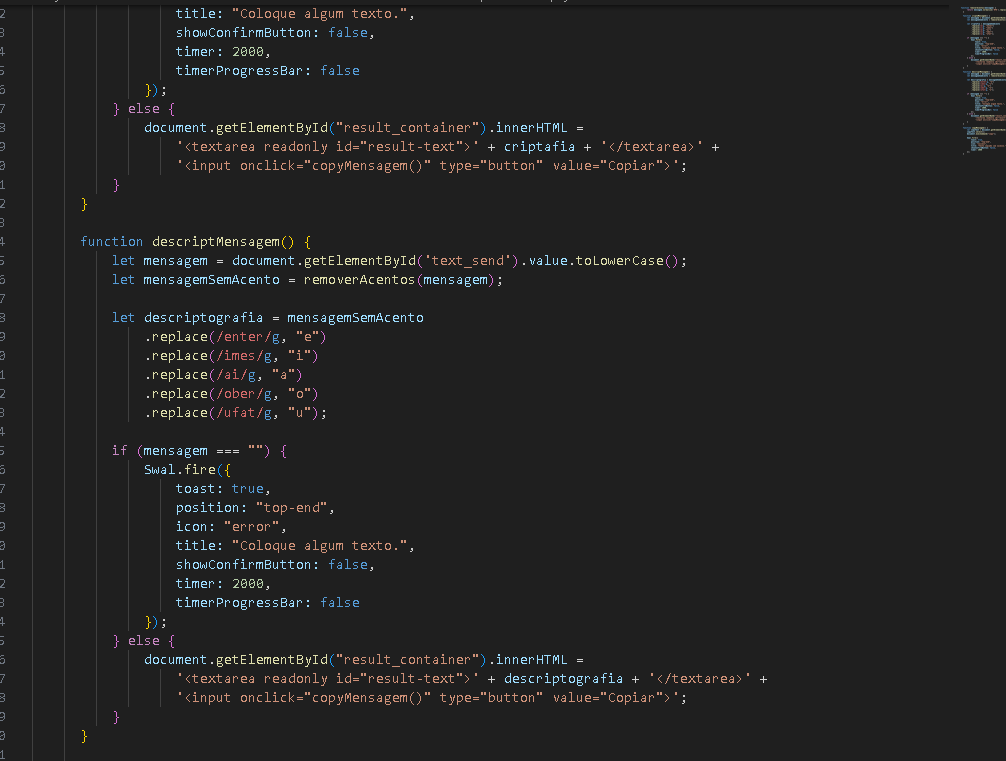 title: "Coloque algum texto.",
showConfirmButton: false,
timer: 2000,
timerProgressBar: false
});
} else {
document.getElementById("result_container").innerHTML =
'<textarea readonly id="result-text">' + criptafia + '</textarea>' +
'<input onclick="copyMensagem()" type="button" value="Copiar">';
}
}
function descriptMensagem() {
let mensagem = document.getElementById('text_send').value.toLowerCase();
let mensagemSemAcento = removerAcentos(mensagem);
let descriptografia = mensagemSemAcento
.replace(/enter/g, "e")
.replace(/imes/g, "i")
.replace(/ai/g, "a")
.replace(/ober/g, "o")
.replace(/ufat/g, "u");
if (mensagem === "") {
Swal.fire({
toast: true,
position: "top-end",
icon: "error",
title: "Coloque algum texto.",
showConfirmButton: false,
timer: 2000,
timerProgressBar: false
});
} else {
document.getElementById("result_container").innerHTML =
'<textarea readonly id="result-text">' + descriptografia + '</textarea>' +
'<input onclick="copyMensagem()" type="button" value="Copiar">';
}
}